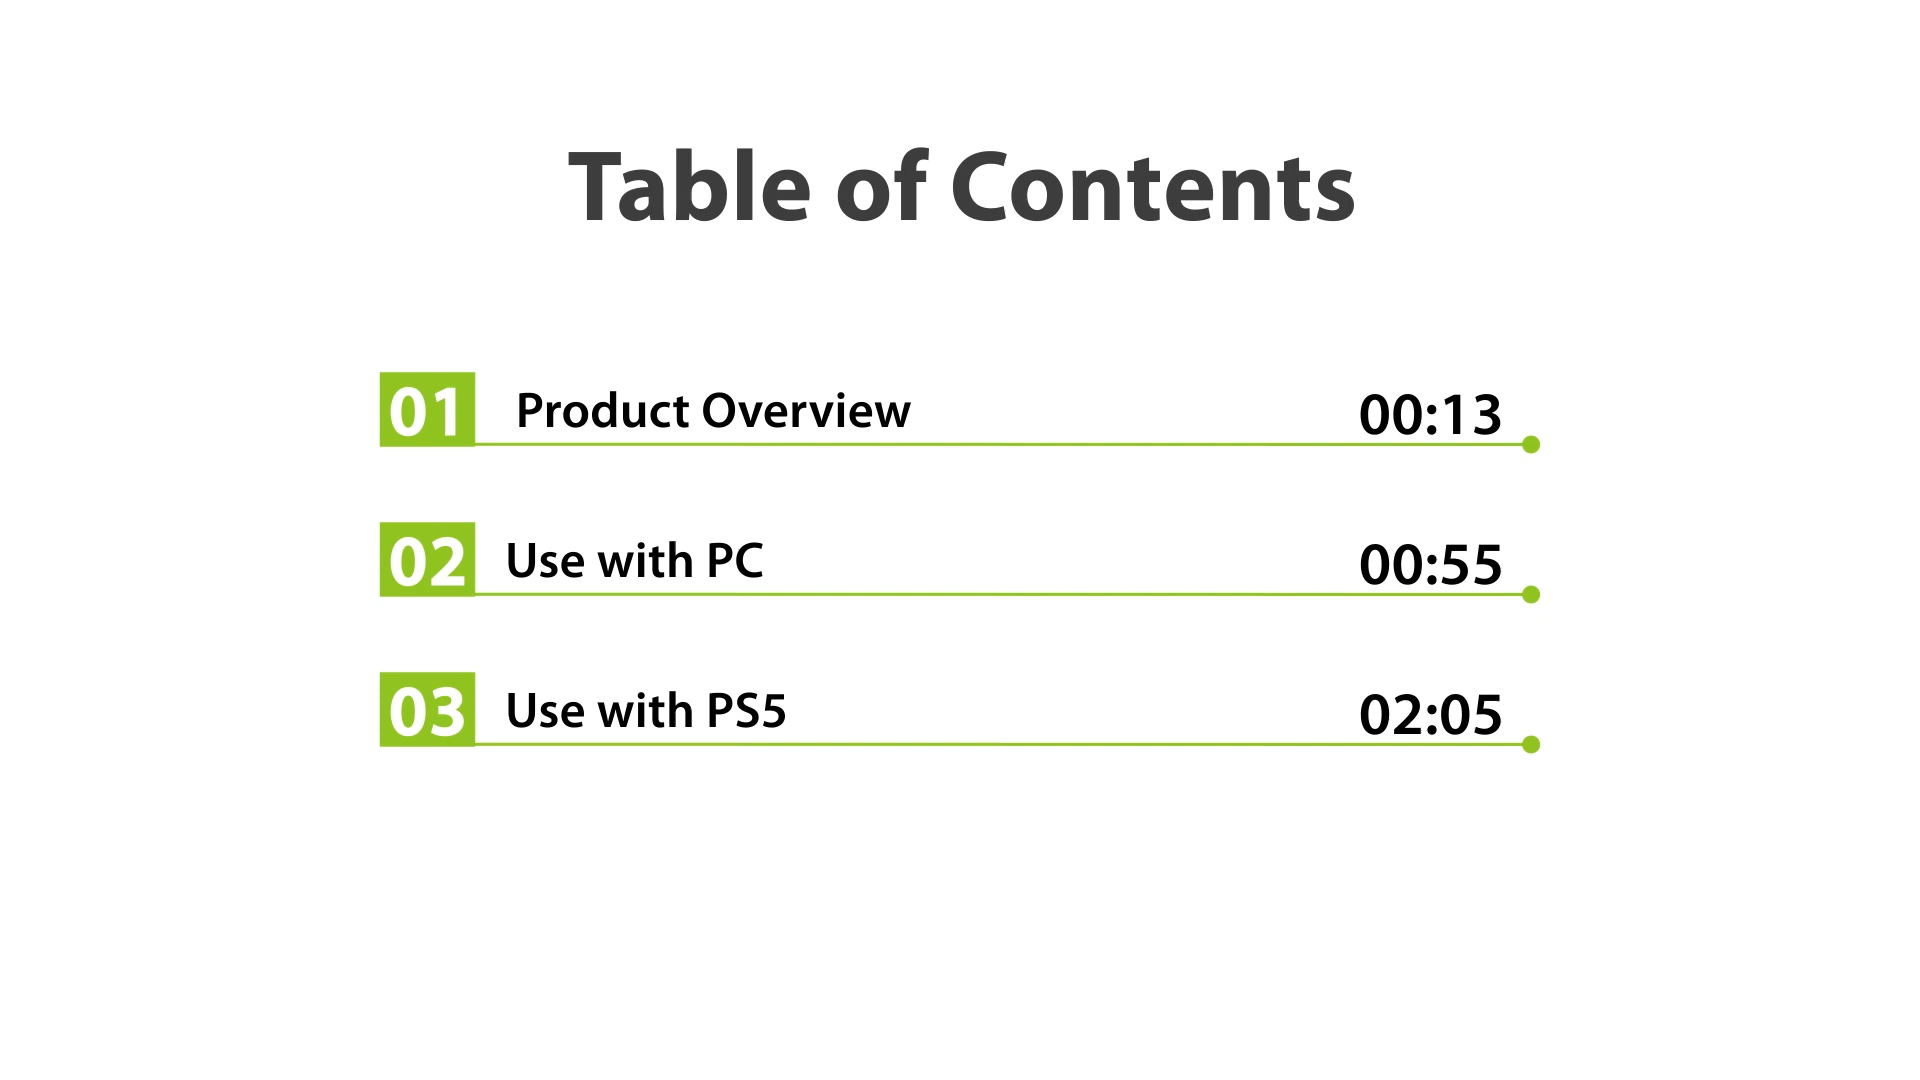 Table of Contents
01 Product Overview 00:13
02 Use with PC 00:55
03 Use with PS5 02:05